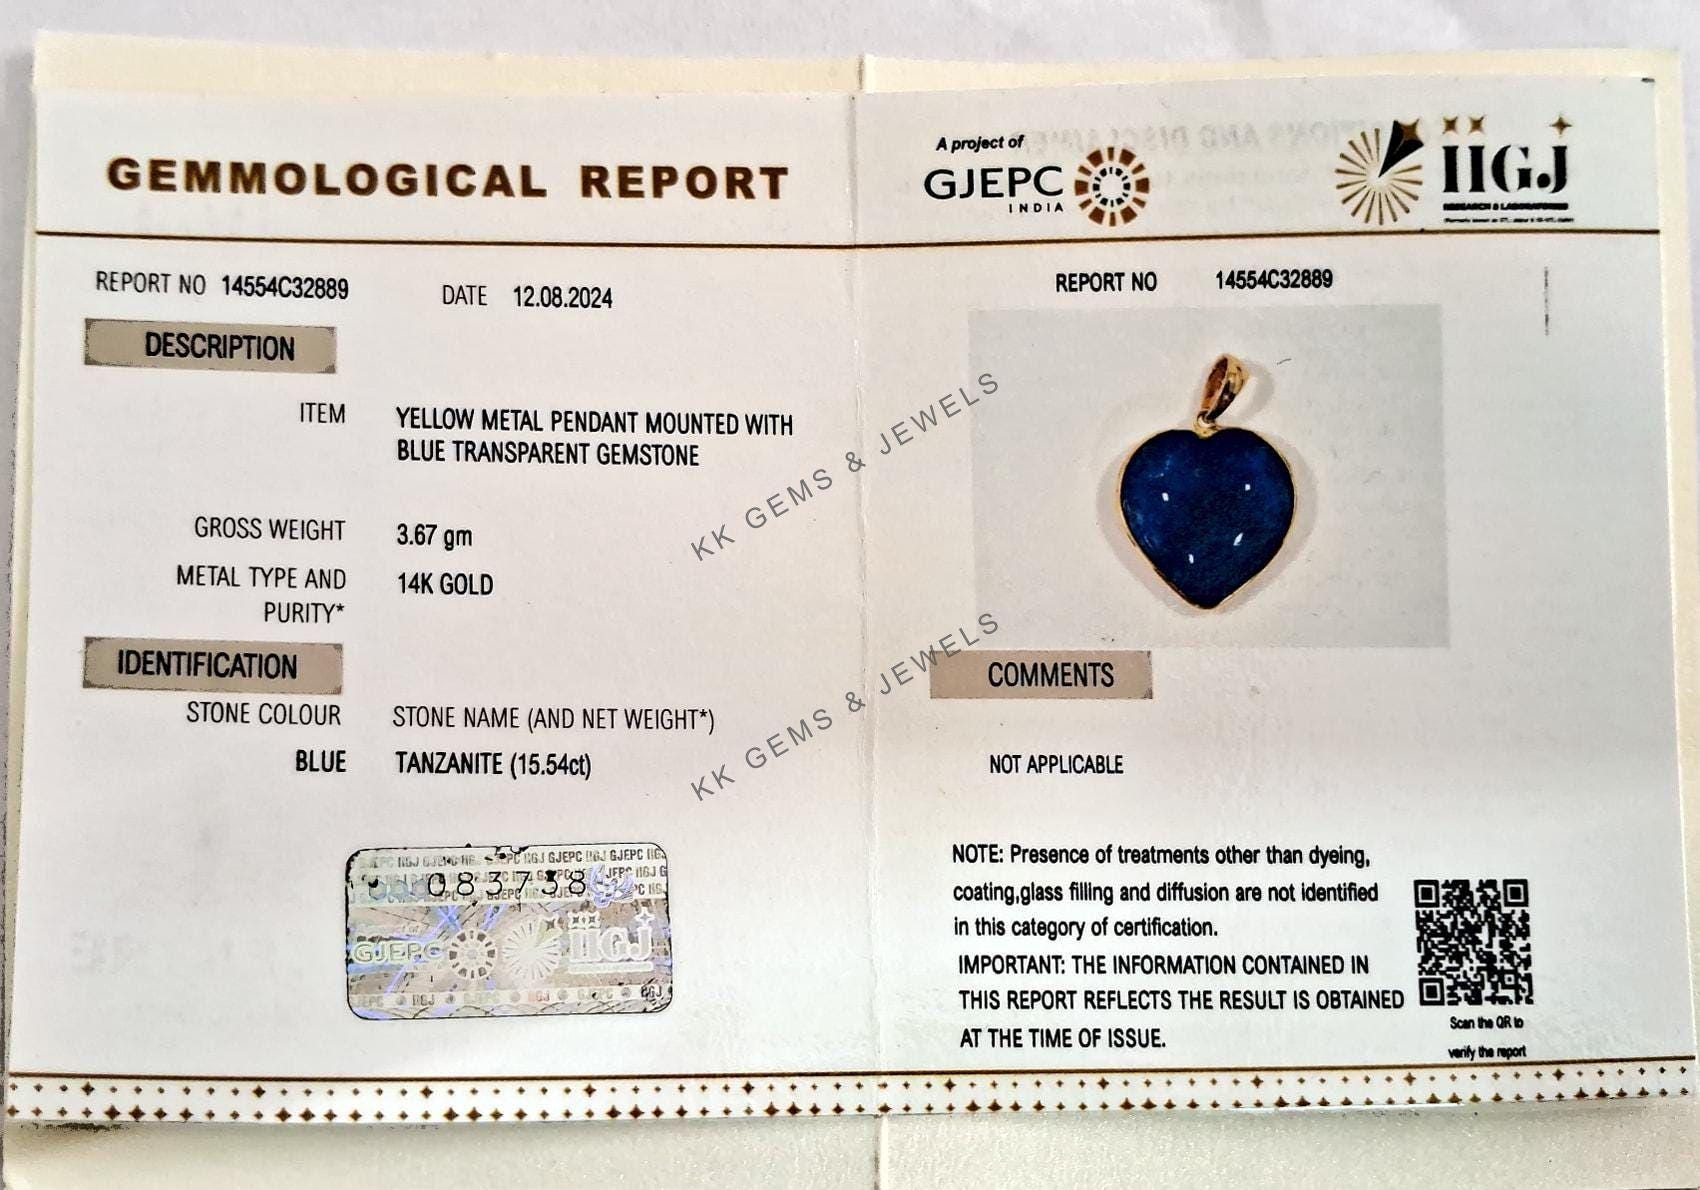 GEMMOLOGICAL REPORT
REPORT NO 14554C32889
DATE 12.08.2024
DESCRIPTION
ITEM YELLOW METAL PENDANT MOUNTED WITH
BLUE TRANSPARENT GEMSTONE
GROSS WEIGHT 3.67 gm
METAL TYPE AND 14K GOLD
PURITY*
IDENTIFICATION
STONE COLOUR STONE NAME (AND NET WEIGHT*)
BLUE TANZANITE (15.54ct)
083738
GJEPC IIGJ
A project of
GJEPC
INDIA
IIGJ
RESEARCH & LABORATORIES
REPORT NO 14554C32889
COMMENTS
NOT APPLICABLE
NOTE: Presence of treatments other than dyeing,
coating,glass filling and diffusion are not identified
in this category of certification.
IMPORTANT: THE INFORMATION CONTAINED IN
THIS REPORT REFLECTS THE RESULT IS OBTAINED
AT THE TIME OF ISSUE.
Scan the QR to
verify the report
KK GEMS & JEWELS
KK GEMS & JEWELS